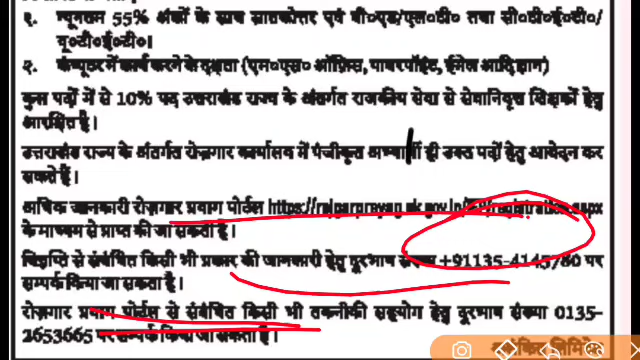 १. न्यूनतम 55% अंकों के साथ स्नातकोत्तर एवं बी०एड/एल०टी० तथा सी०टी०ई०टी०/
यू०टी०ई०टी०।
२. कंप्यूटर में कार्य करने के दक्षता (एम०एस० ऑफ़िस, पावरपॉइंट, ईमेल आदि ज्ञान)
कुल पदों में से 10% पद उत्तराखंड राज्य के अंतर्गत राजकीय सेवा से सेवानिवृत्त शिक्षकों हेतु
आरक्षित है।
उत्तराखंड राज्य के अंतर्गत रोज़गार कार्यालय में पंजीकृत अभ्यार्थी ही उक्त पदों हेतु आवेदन कर
सकते हैं।
अधिक जानकारी रोज़गार प्रयाग पोर्टल
के माध्यम से प्राप्त की जा सकती है।
विज्ञप्ति से संबंधित किसी भी प्रकार की जानकारी हेतु दूरभाष संख्या पर
सम्पर्क किया जा सकता है।
रोज़गार प्रयाग पोर्टल से संबंधित किसी भी तकनीकी सहयोग हेतु दूरभाष संख्या 0135-
2653665 पर सम्पर्क किया जा सकता है।